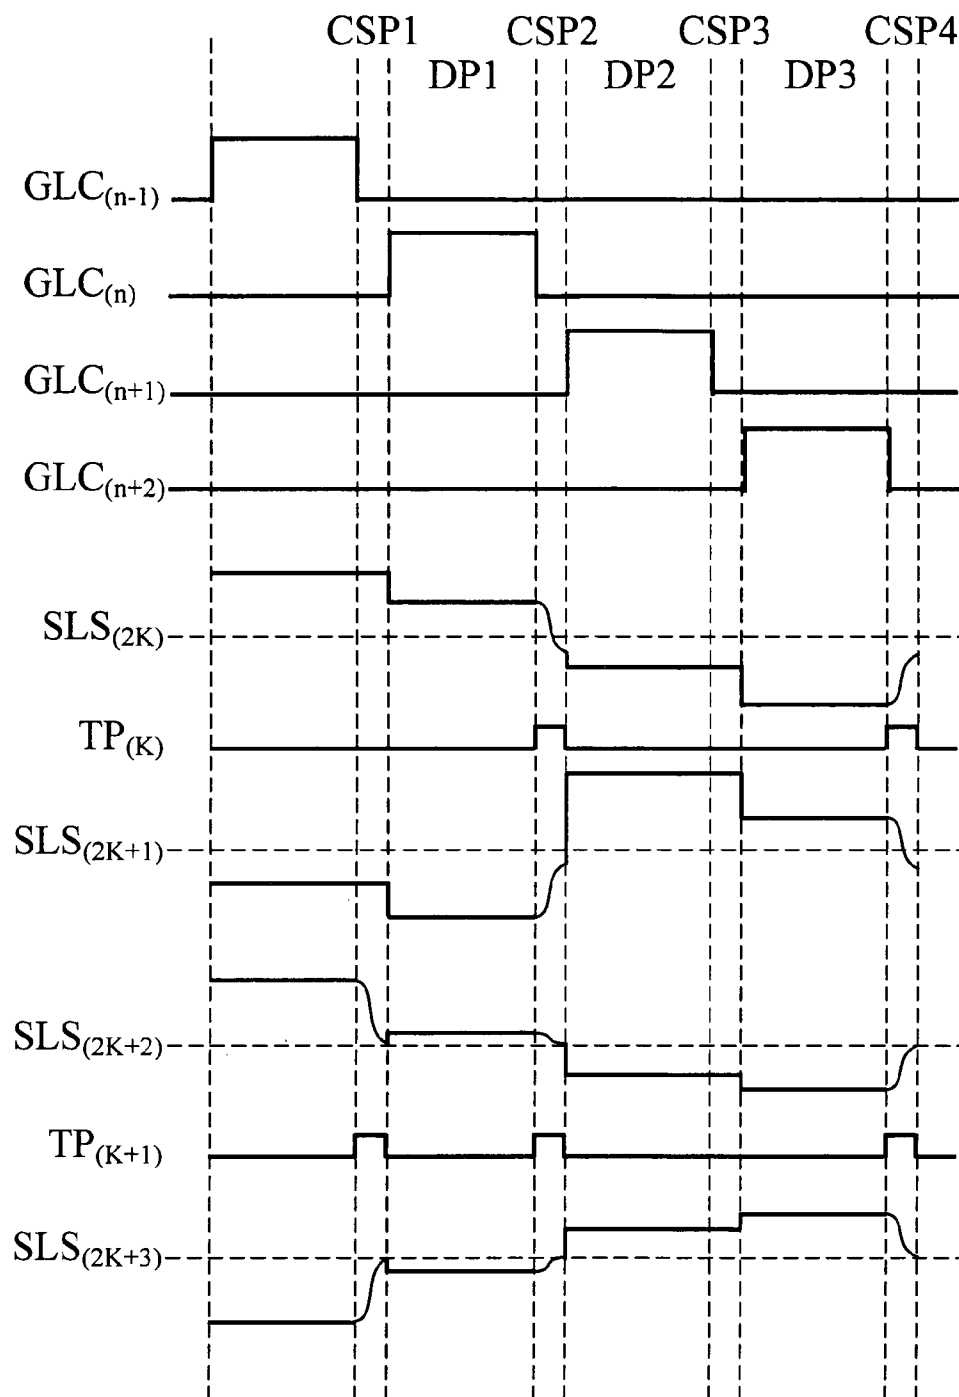 CSP1 CSP2 CSP3 CSP4
DP1 DP2 DP3
GLC(n-1)
GLC(n)
GLC(n+1)
GLC(n+2)
SLS(2K)
TP(K)
SLS(2K+1)
SLS(2K+2)
TP(K+1)
SLS(2K+3)